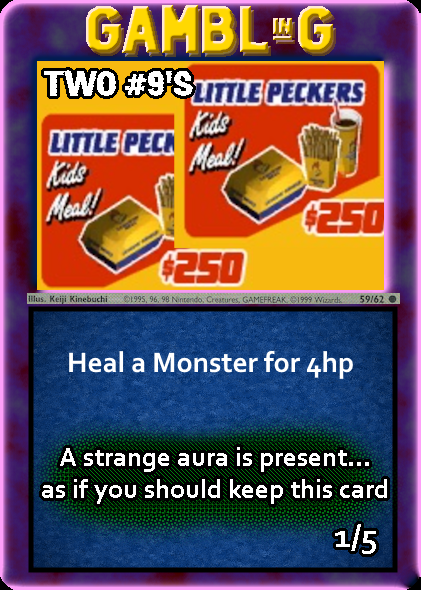 GAMBLING
TWO #9'S
LITTLE PECKERS
Kids
Meal!
$250
LITTLE PECK
Kids
Meal!
$250
Illus. Keiji Kinebuchi ©1995, 96, 98 Nintendo, Creatures, GAMEFREAK. ©1999 Wizards. 59/62
Heal a Monster for 4hp
A strange aura is present...
as if you should keep this card
1/5